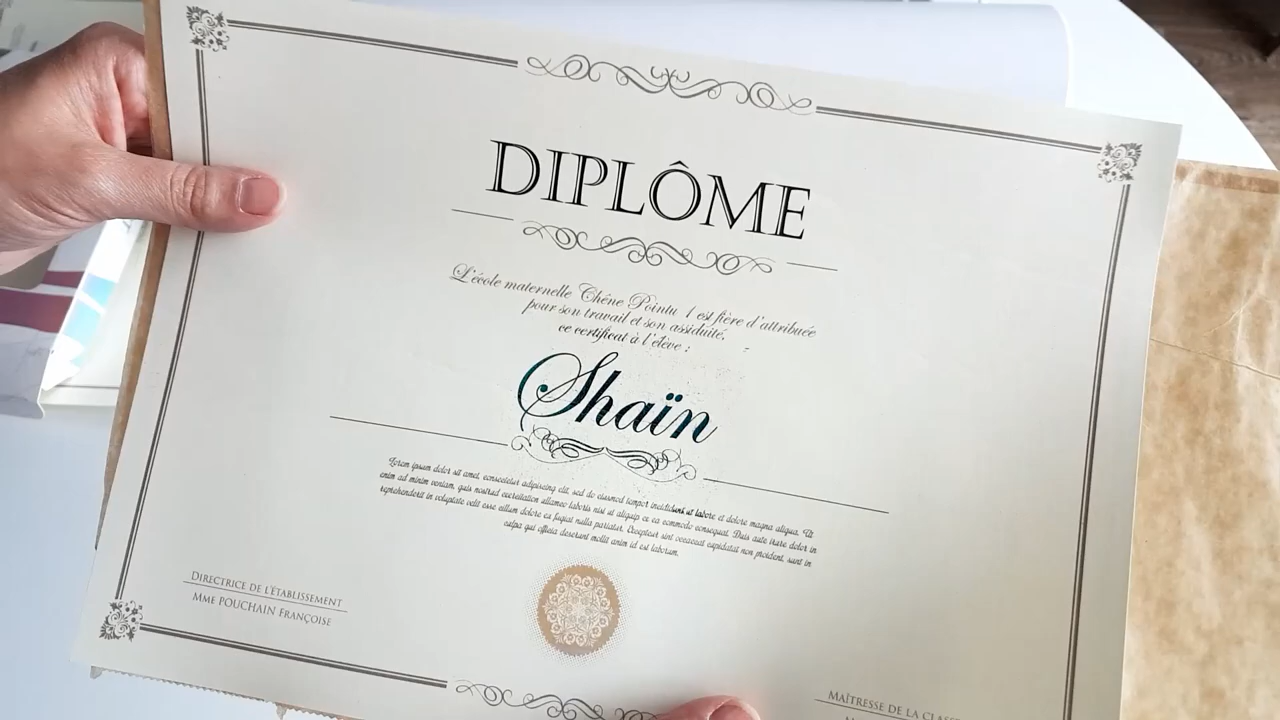 DIPLÔME
L'école maternelle Chêne Pointu 1 est fière d'attribuée
pour son travail et son assiduité,
ce certificat à l'élève :
Shaïn
Lorem ipsum dolor sit amet, consectetur adipiscing elit, sed do eiusmod tempor incididunt ut labore et dolore magna aliqua. Ut
enim ad minim veniam, quis nostrud exercitation ullamco laboris nisi ut aliquip ex ea commodo consequat. Duis aute irure dolor in
reprehenderit in voluptate velit esse cillum dolore eu fugiat nulla pariatur. Excepteur sint occaecat cupidatat non proident, sunt in
culpa qui officia deserunt mollit anim id est laborum.
DIRECTRICE DE L'ÉTABLISSEMENT
MME POUCHAIN FRANÇOISE
MAÎTRESSE DE LA CLASSE